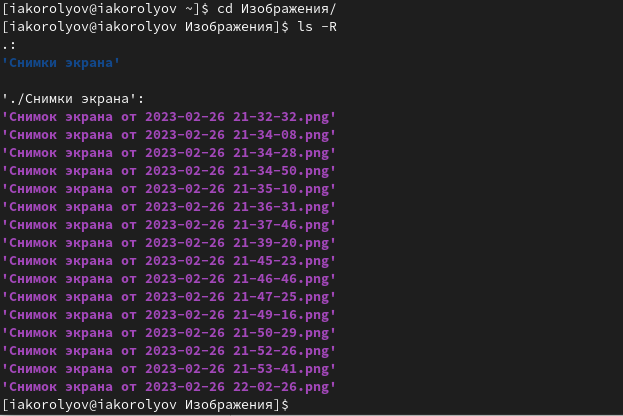 [iakorolyov@iakorolyov ~]$ cd Изображения/
[iakorolyov@iakorolyov Изображения]$ ls -R
.:
'Снимки экрана'

'./Снимки экрана':
'Снимок экрана от 2023-02-26 21-32-32.png'
'Снимок экрана от 2023-02-26 21-34-08.png'
'Снимок экрана от 2023-02-26 21-34-28.png'
'Снимок экрана от 2023-02-26 21-34-50.png'
'Снимок экрана от 2023-02-26 21-35-10.png'
'Снимок экрана от 2023-02-26 21-36-31.png'
'Снимок экрана от 2023-02-26 21-37-46.png'
'Снимок экрана от 2023-02-26 21-39-20.png'
'Снимок экрана от 2023-02-26 21-45-23.png'
'Снимок экрана от 2023-02-26 21-46-46.png'
'Снимок экрана от 2023-02-26 21-47-25.png'
'Снимок экрана от 2023-02-26 21-49-16.png'
'Снимок экрана от 2023-02-26 21-50-29.png'
'Снимок экрана от 2023-02-26 21-52-26.png'
'Снимок экрана от 2023-02-26 21-53-41.png'
'Снимок экрана от 2023-02-26 22-02-26.png'
[iakorolyov@iakorolyov Изображения]$